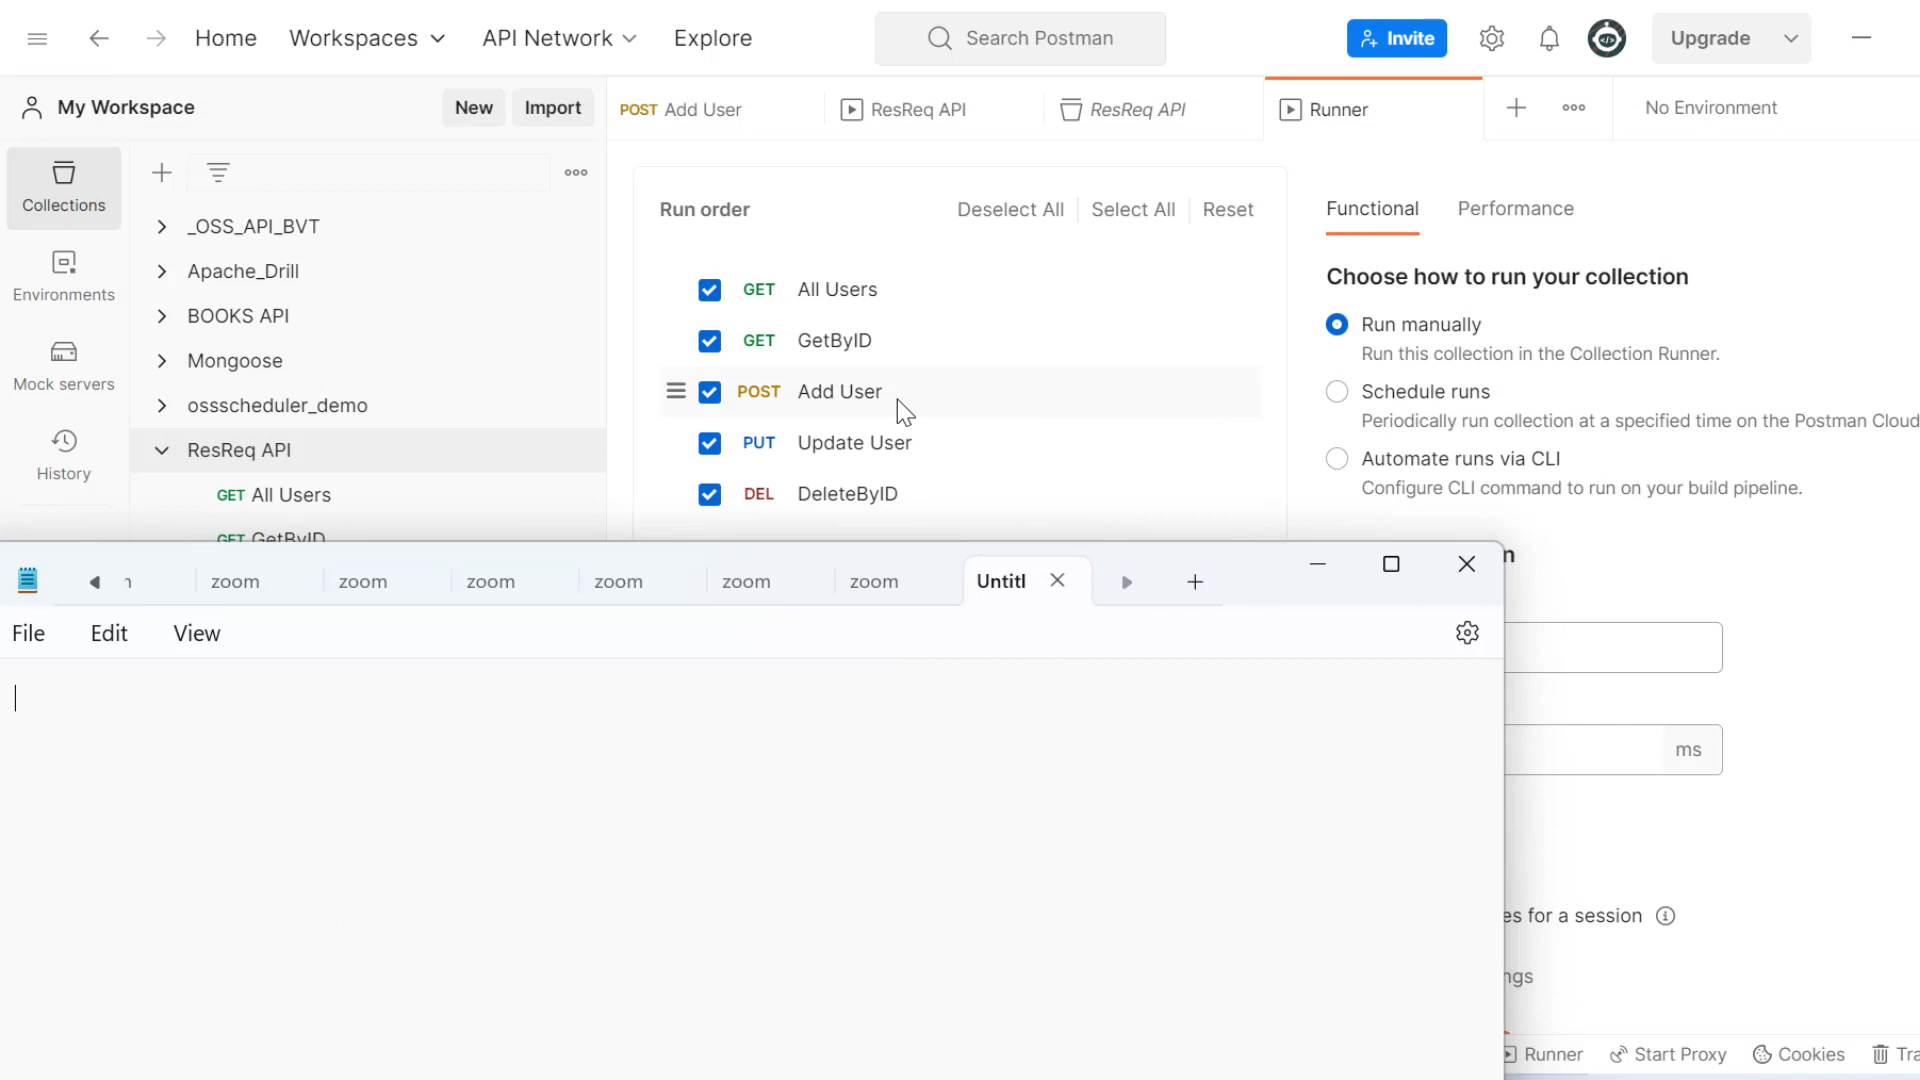 Home Workspaces API Network Explore Search Postman Invite Upgrade
My Workspace New Import POST Add User ResReq API ResReq API Runner No Environment
Collections
Environments
Mock servers
History
_OSS_API_BVT
Apache_Drill
BOOKS API
Mongoose
ossscheduler_demo
ResReq API
GET All Users
GET GetByID
Run order Deselect All Select All Reset
GET All Users
GET GetByID
POST Add User
PUT Update User
DEL DeleteByID
Functional Performance
Choose how to run your collection
Run manually
Run this collection in the Collection Runner.
Schedule runs
Periodically run collection at a specified time on the Postman Cloud
Automate runs via CLI
Configure CLI command to run on your build pipeline.
n
ms
es for a session
ngs
Runner Start Proxy Cookies Tra
n zoom zoom zoom zoom zoom zoom Untitl
File Edit View